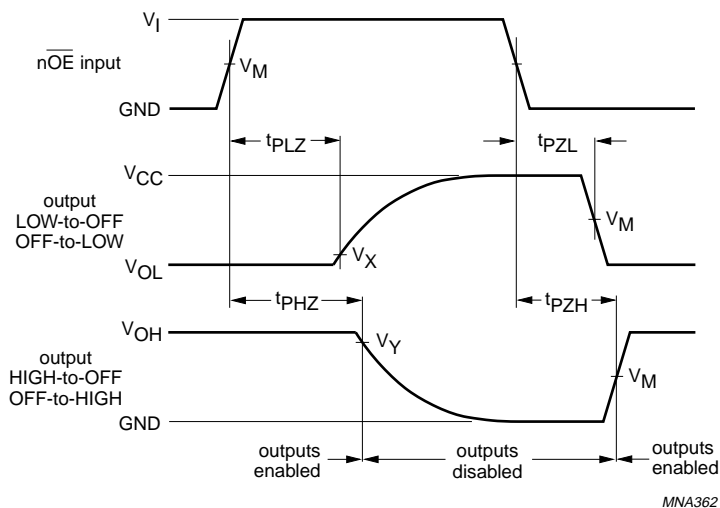 VI
nOE input
VM
GND
tPLZ
tPZL
VCC
output
LOW-to-OFF
OFF-to-LOW
VM
VX
VOL
tPHZ
tPZH
VOH
VY
output
HIGH-to-OFF
OFF-to-HIGH
VM
GND
outputs
enabled
outputs
disabled
outputs
enabled
MNA362